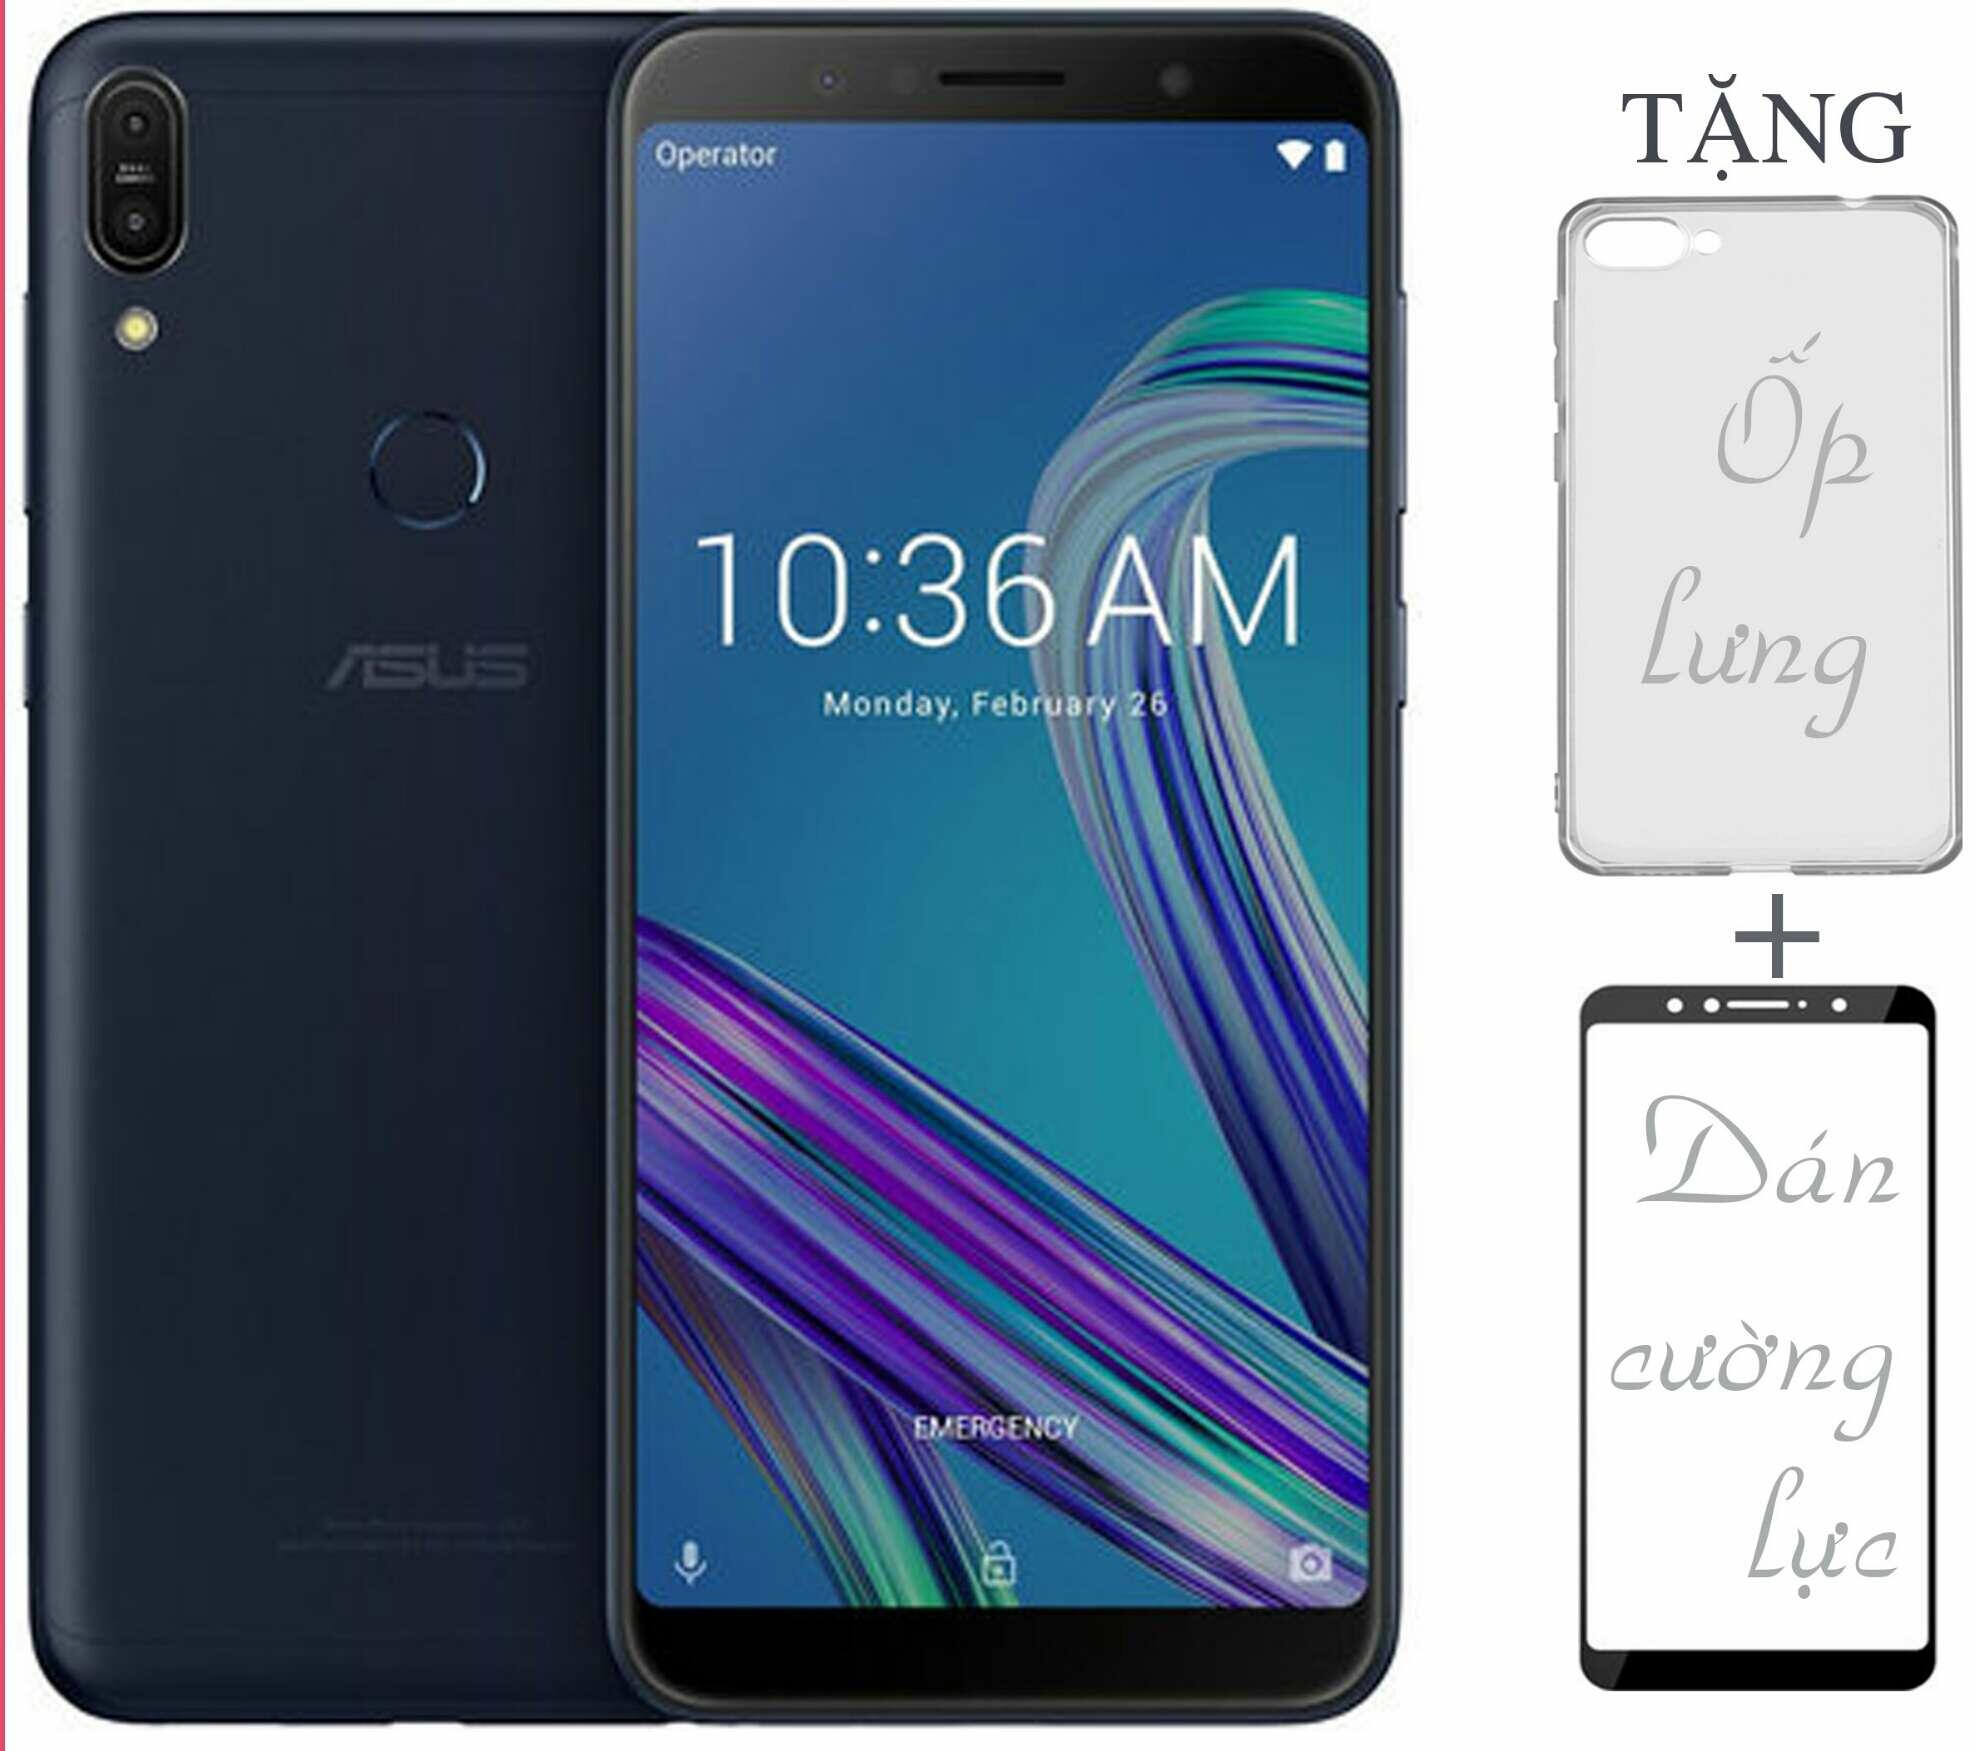 Operator
10:36 AM
Monday, February 26
EMERGENCY
ASUS
TẶNG
Ốp
lưng
+
Dán
cường
lực